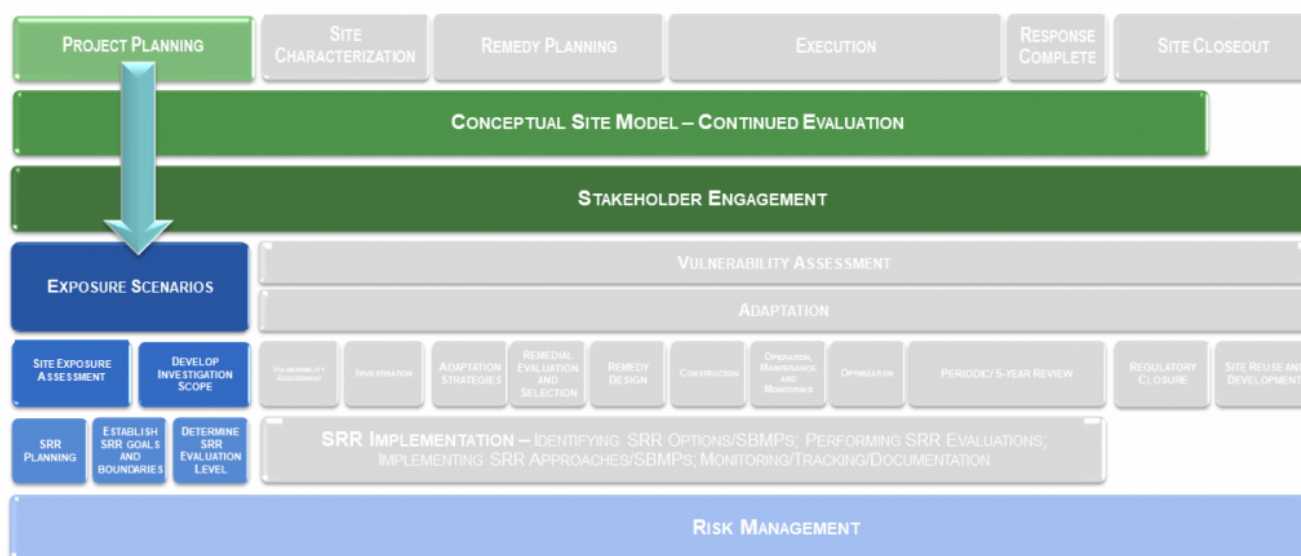 PROJECT PLANNING
SITE
CHARACTERIZATION
REMEDY PLANNING
EXECUTION
RESPONSE
COMPLETE
SITE CLOSEOUT
CONCEPTUAL SITE MODEL – CONTINUED EVALUATION
STAKEHOLDER ENGAGEMENT
EXPOSURE SCENARIOS
VULNERABILITY ASSESSMENT
ADAPTATION
SITE EXPOSURE
ASSESSMENT
DEVELOP
INVESTIGATION
SCOPE
VULNERABILITY
ASSESSMENT
INVESTIGATION
ADAPTATION
STRATEGIES
REMEDIAL
EVALUATION
AND
SELECTION
REMEDY
DESIGN
CONSTRUCTION
OPERATION,
MAINTENANCE
AND
MONITORING
OPTIMIZATION
PERIODIC/ 5-YEAR REVIEW
REGULATORY
CLOSURE
SITE REUSE AND
DEVELOPMENT
SRR
PLANNING
ESTABLISH
SRR GOALS
AND
BOUNDARIES
DETERMINE
SRR
EVALUATION
LEVEL
SRR IMPLEMENTATION – IDENTIFYING SRR OPTIONS/SBMPS; PERFORMING SRR EVALUATIONS;
IMPLEMENTING SRR APPROACHES/SBMPS; MONITORING/TRACKING/DOCUMENTATION
RISK MANAGEMENT